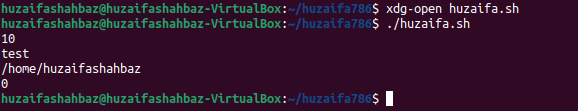 huzaifashahbaz@huzaifashahbaz-VirtualBox:~/huzaifa786$ xdg-open huzaifa.sh
huzaifashahbaz@huzaifashahbaz-VirtualBox:~/huzaifa786$ ./huzaifa.sh
10
test
/home/huzaifashahbaz
0
huzaifashahbaz@huzaifashahbaz-VirtualBox:~/huzaifa786$